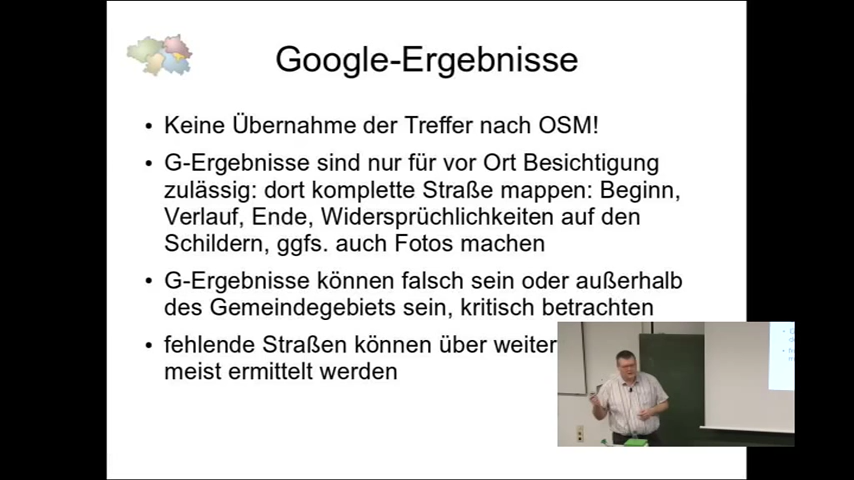 Google-Ergebnisse
• Keine Übernahme der Treffer nach OSM!
• G-Ergebnisse sind nur für vor Ort Besichtigung
zulässig: dort komplette Straße mappen: Beginn,
Verlauf, Ende, Widersprüchlichkeiten auf den
Schildern, ggfs. auch Fotos machen
• G-Ergebnisse können falsch sein oder außerhalb
des Gemeindegebiets sein, kritisch betrachten
• fehlende Straßen können über
meist ermittelt werden